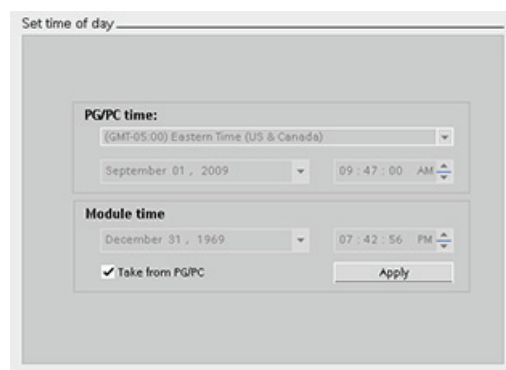 Set time of day
PG/PC time:
(GMT-05:00) Eastern Time (US & Canada)
September 01 , 2009 09 : 47 : 00 AM
Module time
December 31 , 1969 07 : 42 : 56 PM
Take from PG/PC Apply